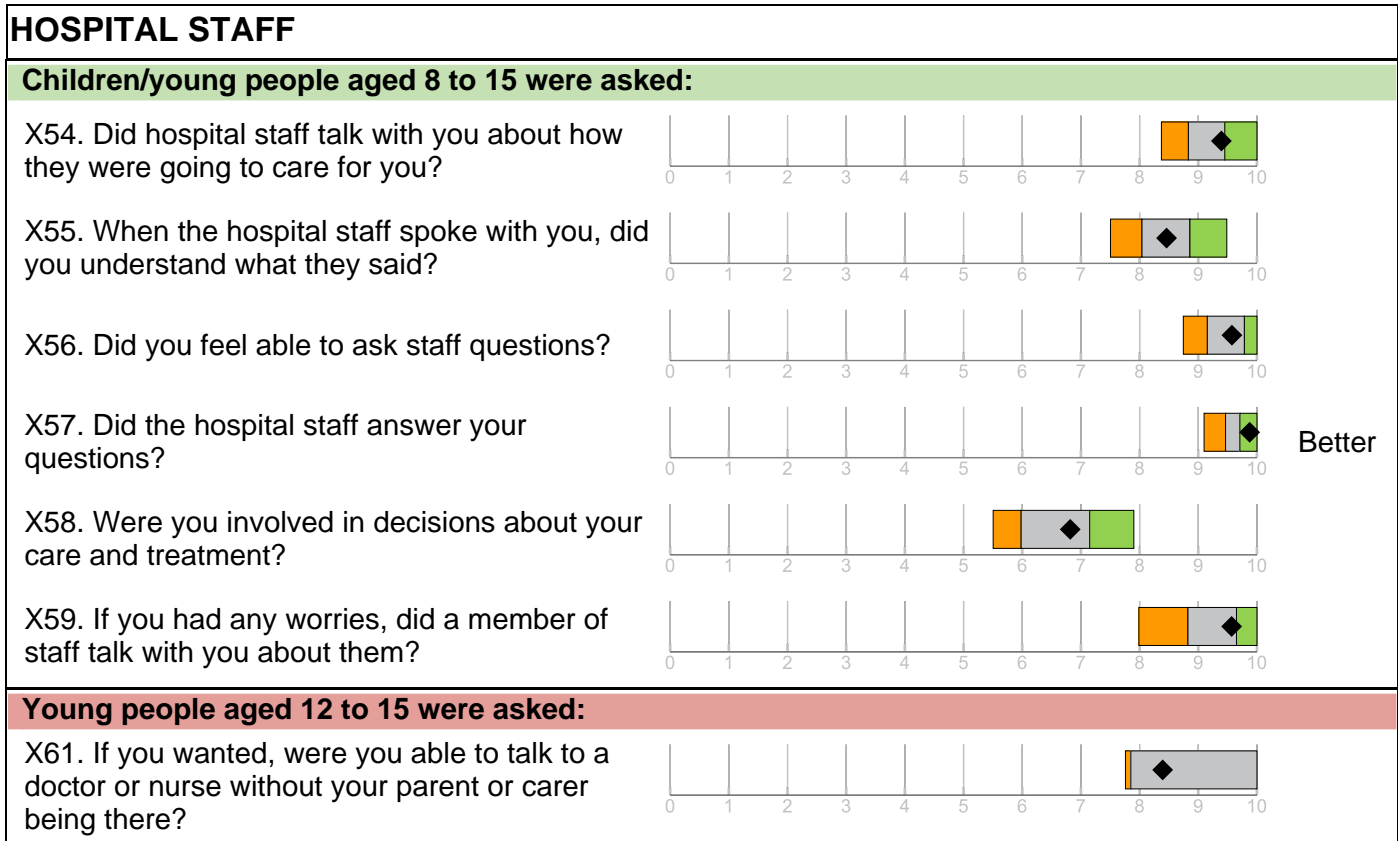 HOSPITAL STAFF
Children/young people aged 8 to 15 were asked:
X54. Did hospital staff talk with you about how
they were going to care for you?
0 1 2 3 4 5 6 7 8 9 10
X55. When the hospital staff spoke with you, did
you understand what they said?
0 1 2 3 4 5 6 7 8 9 10
X56. Did you feel able to ask staff questions?
0 1 2 3 4 5 6 7 8 9 10
X57. Did the hospital staff answer your
questions?
0 1 2 3 4 5 6 7 8 9 10
Better
X58. Were you involved in decisions about your
care and treatment?
0 1 2 3 4 5 6 7 8 9 10
X59. If you had any worries, did a member of
staff talk with you about them?
0 1 2 3 4 5 6 7 8 9 10
Young people aged 12 to 15 were asked:
X61. If you wanted, were you able to talk to a
doctor or nurse without your parent or carer
being there?
0 1 2 3 4 5 6 7 8 9 10